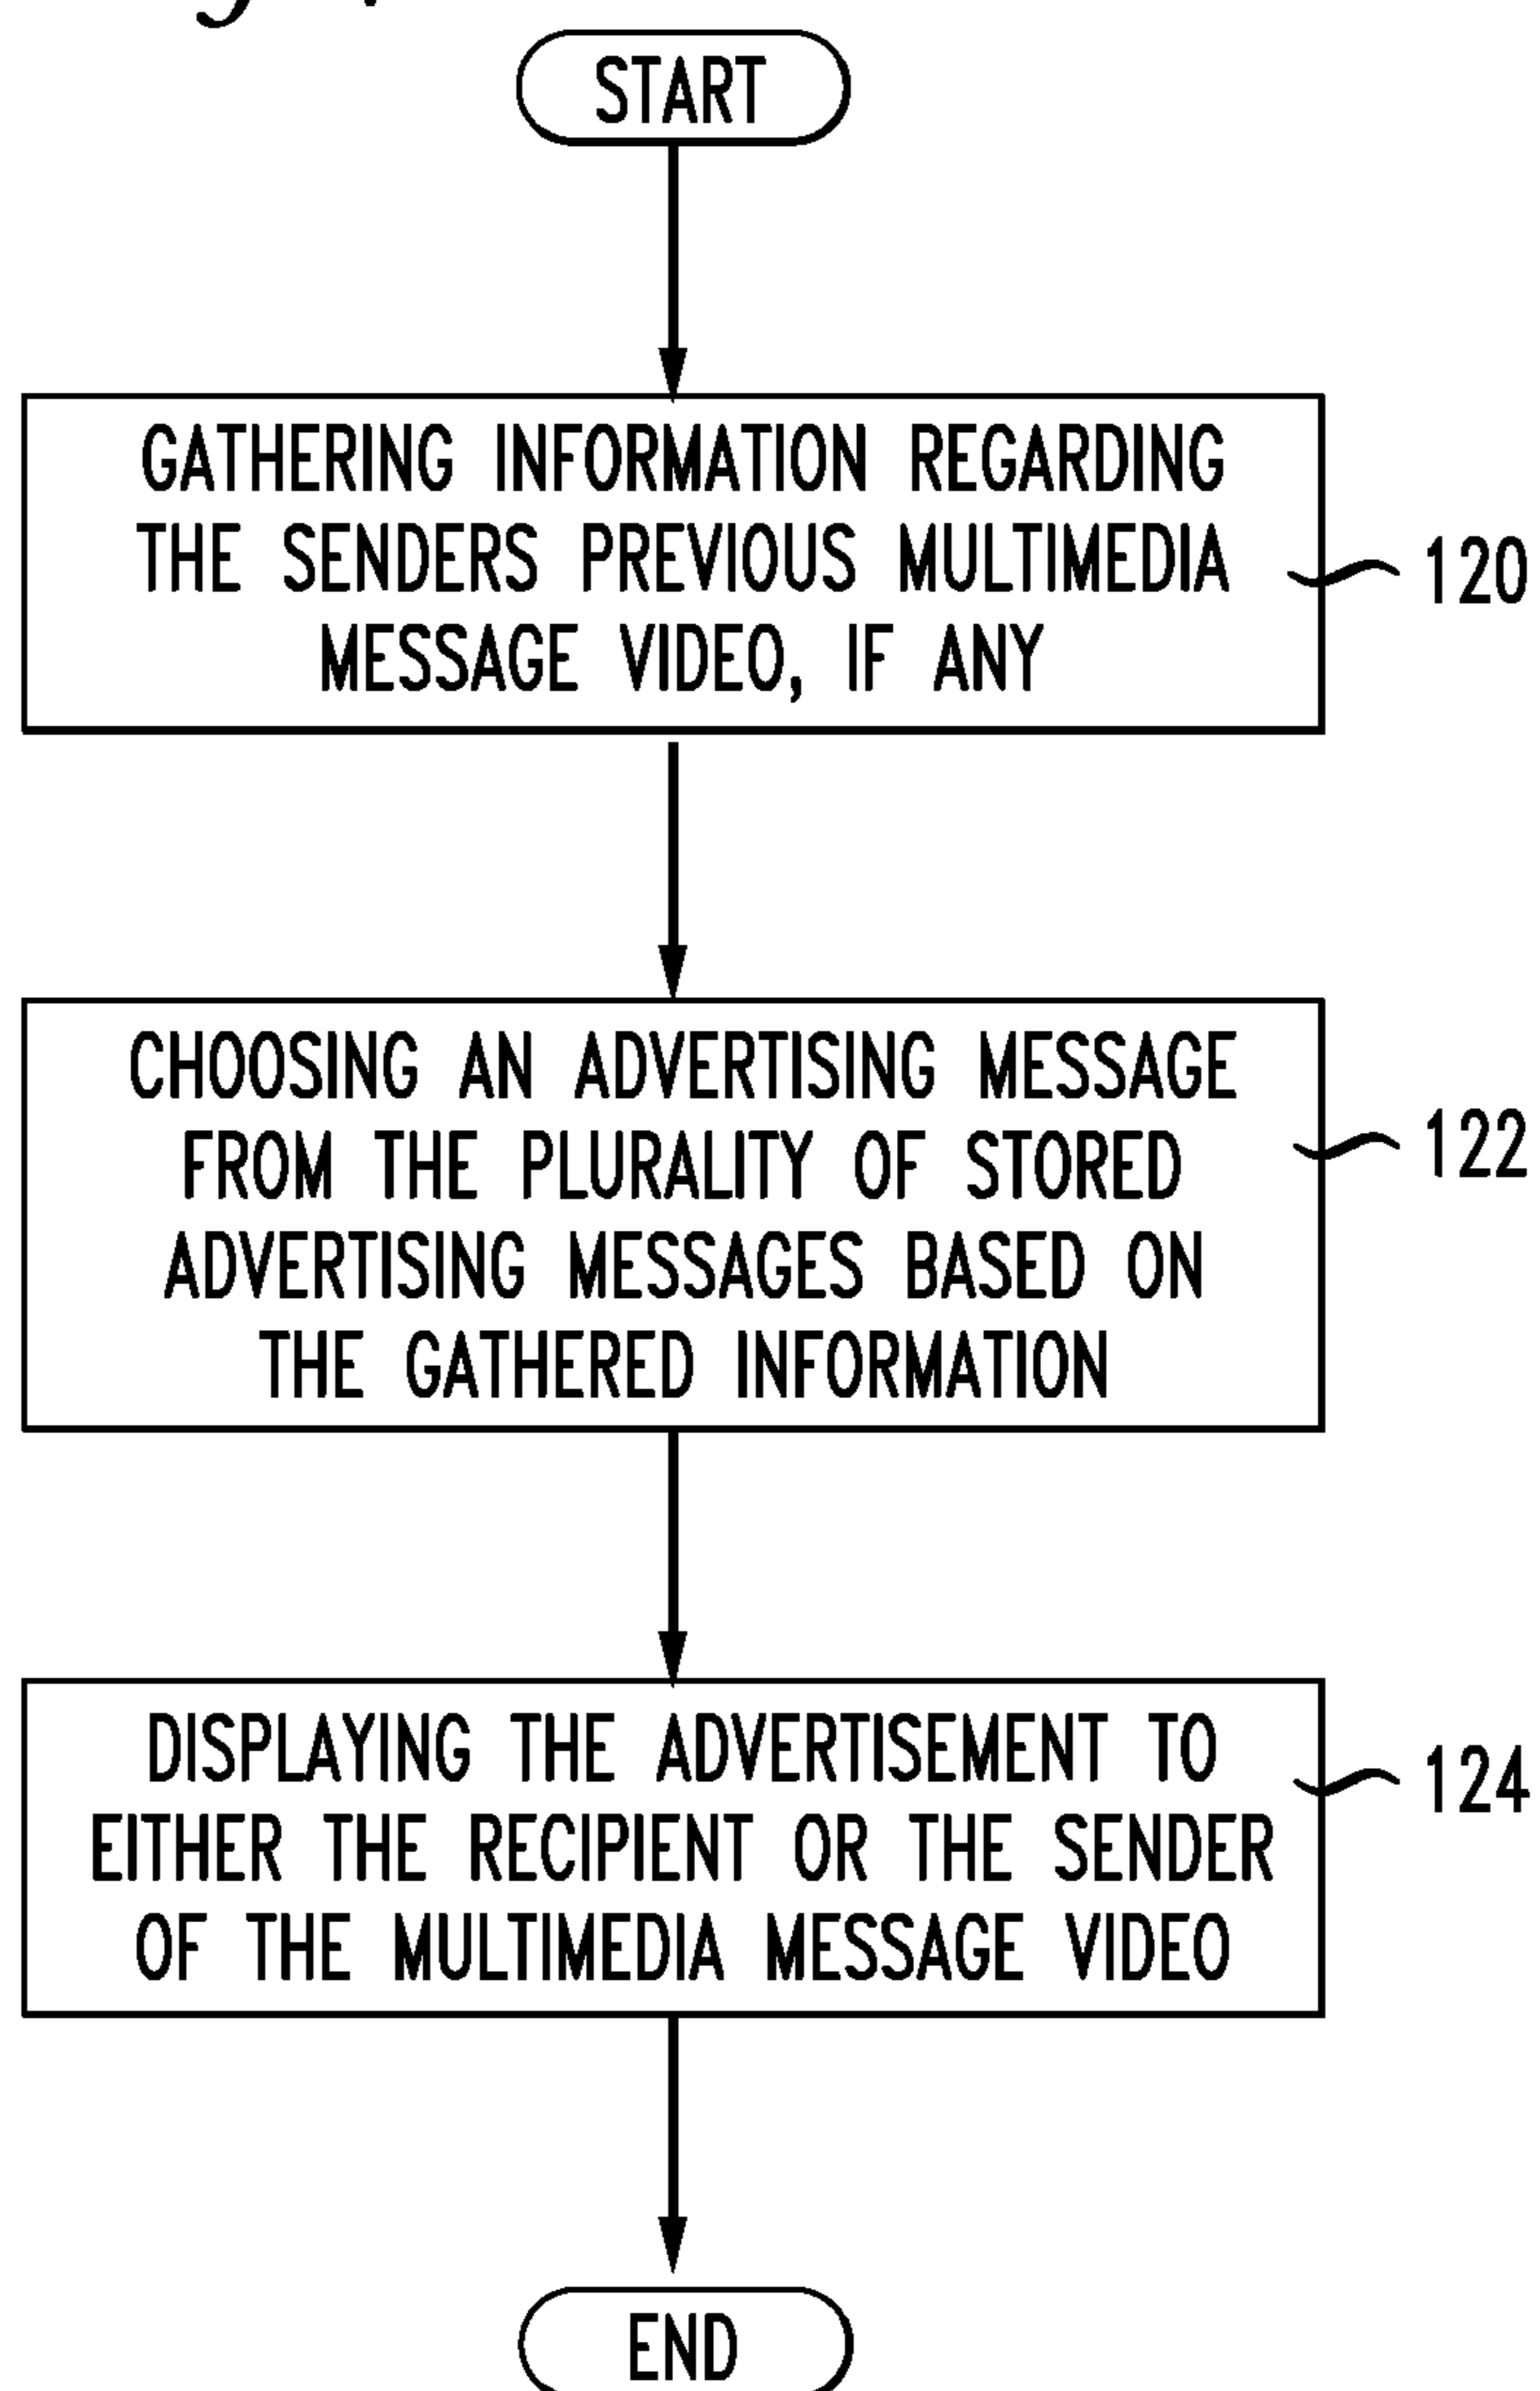 START
GATHERING INFORMATION REGARDING
THE SENDERS PREVIOUS MULTIMEDIA
MESSAGE VIDEO, IF ANY
120
CHOOSING AN ADVERTISING MESSAGE
FROM THE PLURALITY OF STORED
ADVERTISING MESSAGES BASED ON
THE GATHERED INFORMATION
122
DISPLAYING THE ADVERTISEMENT TO
EITHER THE RECIPIENT OR THE SENDER
OF THE MULTIMEDIA MESSAGE VIDEO
124
END